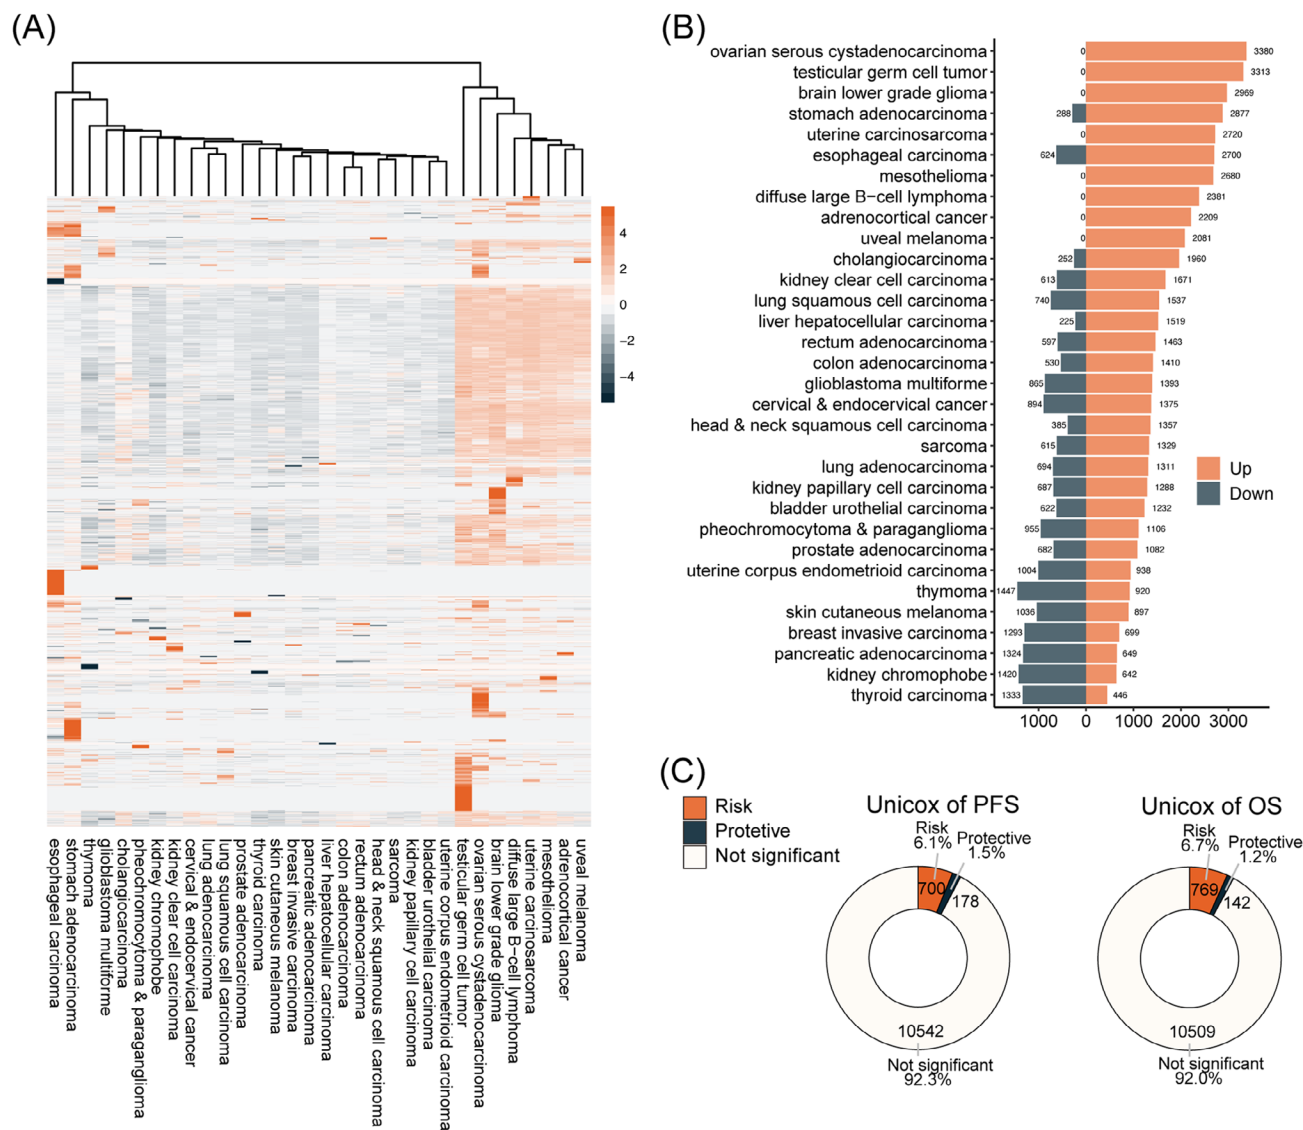 (A)
4
2
0
−2
−4
esophageal carcinoma
stomach adenocarcinoma
thymoma
glioblastoma multiforme
cholangiocarcinoma
pheochromocytoma & paraganglioma
kidney chromophobe
kidney clear cell carcinoma
cervical & endocervical cancer
lung adenocarcinoma
lung squamous cell carcinoma
prostate adenocarcinoma
thyroid carcinoma
skin cutaneous melanoma
breast invasive carcinoma
pancreatic adenocarcinoma
liver hepatocellular carcinoma
colon adenocarcinoma
rectum adenocarcinoma
head & neck squamous cell carcinoma
sarcoma
kidney papillary cell carcinoma
bladder urothelial carcinoma
uterine corpus endometrioid carcinoma
testicular germ cell tumor
ovarian serous cystadenocarcinoma
brain lower grade glioma
diffuse large B−cell lymphoma
uterine carcinosarcoma
mesothelioma
adrenocortical cancer
uveal melanoma
(B)
ovarian serous cystadenocarcinoma 0 3380
testicular germ cell tumor 0 3313
brain lower grade glioma 0 2969
stomach adenocarcinoma 288 2877
uterine carcinosarcoma 0 2720
esophageal carcinoma 624 2700
mesothelioma 0 2680
diffuse large B−cell lymphoma 0 2381
adrenocortical cancer 0 2209
uveal melanoma 0 2081
cholangiocarcinoma 252 1960
kidney clear cell carcinoma 613 1671
lung squamous cell carcinoma 740 1537
liver hepatocellular carcinoma 225 1519
rectum adenocarcinoma 597 1463
colon adenocarcinoma 530 1410
glioblastoma multiforme 865 1393
cervical & endocervical cancer 894 1375
head & neck squamous cell carcinoma 385 1357
sarcoma 615 1329
lung adenocarcinoma 694 1311
kidney papillary cell carcinoma 687 1288
bladder urothelial carcinoma 622 1232
pheochromocytoma & paraganglioma 955 1106
prostate adenocarcinoma 682 1082
uterine corpus endometrioid carcinoma 1004 938
thymoma 1447 920
skin cutaneous melanoma 1036 897
breast invasive carcinoma 1293 699
pancreatic adenocarcinoma 1324 649
kidney chromophobe 1420 642
thyroid carcinoma 1333 446
1000 0 1000 2000 3000
Up
Down
(C)
Risk
Protetive
Not significant
Unicox of PFS
Risk
6.1%
Protective
1.5%
700
178
10542
Not significant
92.3%
Unicox of OS
Risk
6.7%
Protective
1.2%
769
142
10509
Not significant
92.0%